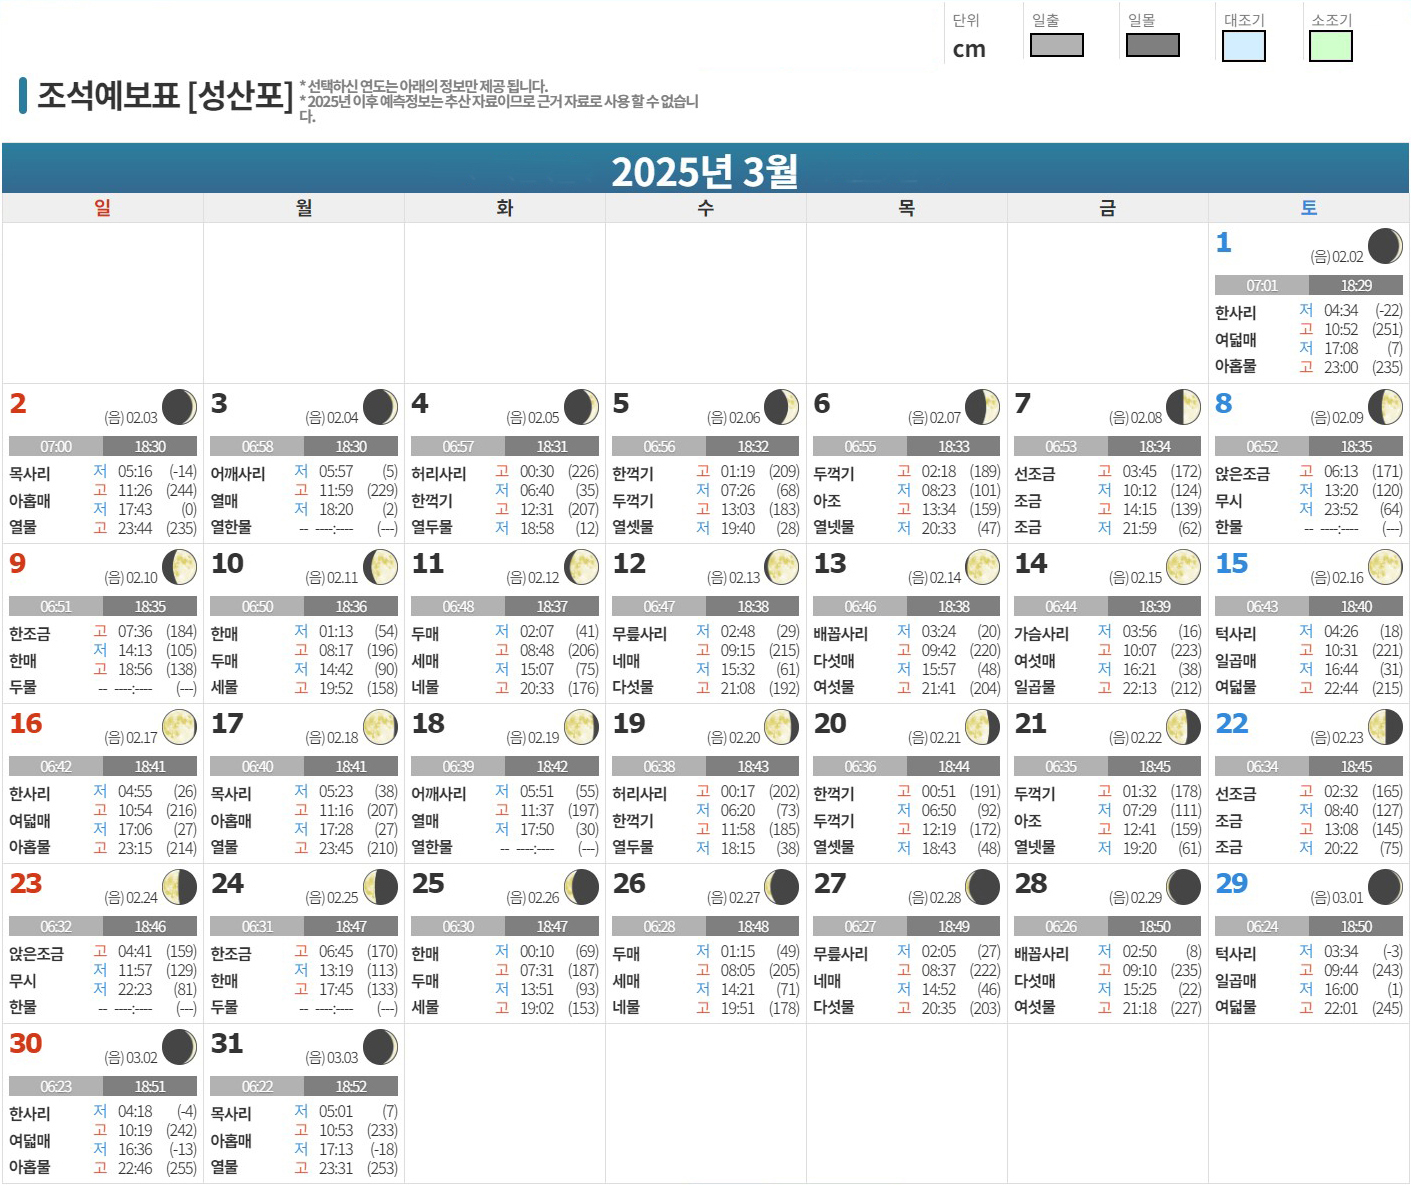 단위 일출 일몰 대조기 소조기
cm
조석예보표 [성산포]
* 선택하신 연도는 아래의 정보만 제공 됩니다.
* 2025년 이후 예측정보는 추산 자료이므로 근거 자료로 사용 할 수 없습니
다.
2025년 3월
일 월 화 수 목 금 토
1 (음) 02.02
07:01 18:29
한사리 저 04:34 (-22)
고 10:52 (251)
여덟매 저 17:08 (7)
아홉물 고 23:00 (235)
2 (음) 02.03
07:00 18:30
목사리 저 05:16 (-14)
고 11:26 (244)
아홉매 저 17:43 (0)
열물 고 23:44 (235)
3 (음) 02.04
06:58 18:30
어깨사리 저 05:57 (5)
고 11:59 (229)
열매 저 18:20 (2)
열한물 -- ----:---- (---)
4 (음) 02.05
06:57 18:31
허리사리 고 00:30 (226)
저 06:40 (35)
한꺽기 고 12:31 (207)
열두물 저 18:58 (12)
5 (음) 02.06
06:56 18:32
한꺽기 고 01:19 (209)
저 07:26 (68)
두꺽기 고 13:03 (183)
열셋물 저 19:40 (28)
6 (음) 02.07
06:55 18:33
두꺽기 고 02:18 (189)
저 08:23 (101)
아조 고 13:34 (159)
열넷물 저 20:33 (47)
7 (음) 02.08
06:53 18:34
선조금 고 03:45 (172)
저 10:12 (124)
조금 고 14:15 (139)
조금 저 21:59 (62)
8 (음) 02.09
06:52 18:35
앉은조금 고 06:13 (171)
저 13:20 (120)
무시 저 23:52 (64)
한물 -- ----:---- (---)
9 (음) 02.10
06:51 18:35
한조금 고 07:36 (184)
저 14:13 (105)
한매 고 18:56 (138)
두물 -- ----:---- (---)
10 (음) 02.11
06:50 18:36
한매 저 01:13 (54)
고 08:17 (196)
두매 저 14:42 (90)
세물 고 19:52 (158)
11 (음) 02.12
06:48 18:37
두매 저 02:07 (41)
고 08:48 (206)
세매 저 15:07 (75)
네물 고 20:33 (176)
12 (음) 02.13
06:47 18:38
무릎사리 저 02:48 (29)
고 09:15 (215)
네매 저 15:32 (61)
다섯물 고 21:08 (192)
13 (음) 02.14
06:46 18:38
배꼽사리 저 03:24 (20)
고 09:42 (220)
다섯매 저 15:57 (48)
여섯물 고 21:41 (204)
14 (음) 02.15
06:44 18:39
가슴사리 저 03:56 (16)
고 10:07 (223)
여섯매 저 16:21 (38)
일곱물 고 22:13 (212)
15 (음) 02.16
06:43 18:40
턱사리 저 04:26 (18)
고 10:31 (221)
일곱매 저 16:44 (31)
여덟물 고 22:44 (215)
16 (음) 02.17
06:42 18:41
한사리 저 04:55 (26)
고 10:54 (216)
여덟매 저 17:06 (27)
아홉물 고 23:15 (214)
17 (음) 02.18
06:40 18:41
목사리 저 05:23 (38)
고 11:16 (207)
아홉매 저 17:28 (27)
열물 고 23:45 (210)
18 (음) 02.19
06:39 18:42
어깨사리 저 05:51 (55)
고 11:37 (197)
열매 저 17:50 (30)
열한물 -- ----:---- (---)
19 (음) 02.20
06:38 18:43
허리사리 고 00:17 (202)
저 06:20 (73)
한꺽기 고 11:58 (185)
열두물 저 18:15 (38)
20 (음) 02.21
06:36 18:44
한꺽기 고 00:51 (191)
저 06:50 (92)
두꺽기 고 12:19 (172)
열셋물 저 18:43 (48)
21 (음) 02.22
06:35 18:45
두꺽기 고 01:32 (178)
저 07:29 (111)
아조 고 12:41 (159)
열넷물 저 19:20 (61)
22 (음) 02.23
06:34 18:45
선조금 고 02:32 (165)
저 08:40 (127)
조금 고 13:08 (145)
조금 저 20:22 (75)
23 (음) 02.24
06:32 18:46
앉은조금 고 04:41 (159)
저 11:57 (129)
무시 저 22:23 (81)
한물 -- ----:---- (---)
24 (음) 02.25
06:31 18:47
한조금 고 06:45 (170)
저 13:19 (113)
한매 고 17:45 (133)
두물 -- ----:---- (---)
25 (음) 02.26
06:30 18:47
한매 저 00:10 (69)
고 07:31 (187)
두매 저 13:51 (93)
세물 고 19:02 (153)
26 (음) 02.27
06:28 18:48
두매 저 01:15 (49)
고 08:05 (205)
세매 저 14:21 (71)
네물 고 19:51 (178)
27 (음) 02.28
06:27 18:49
무릎사리 저 02:05 (27)
고 08:37 (222)
네매 저 14:52 (46)
다섯물 고 20:35 (203)
28 (음) 02.29
06:26 18:50
배꼽사리 저 02:50 (8)
고 09:10 (235)
다섯매 저 15:25 (22)
여섯물 고 21:18 (227)
29 (음) 03.01
06:24 18:50
턱사리 저 03:34 (-3)
고 09:44 (243)
일곱매 저 16:00 (1)
여덟물 고 22:01 (245)
30 (음) 03.02
06:23 18:51
한사리 저 04:18 (-4)
고 10:19 (242)
여덟매 저 16:36 (-13)
아홉물 고 22:46 (255)
31 (음) 03.03
06:22 18:52
목사리 저 05:01 (7)
고 10:53 (233)
아홉매 저 17:13 (-18)
열물 고 23:31 (253)